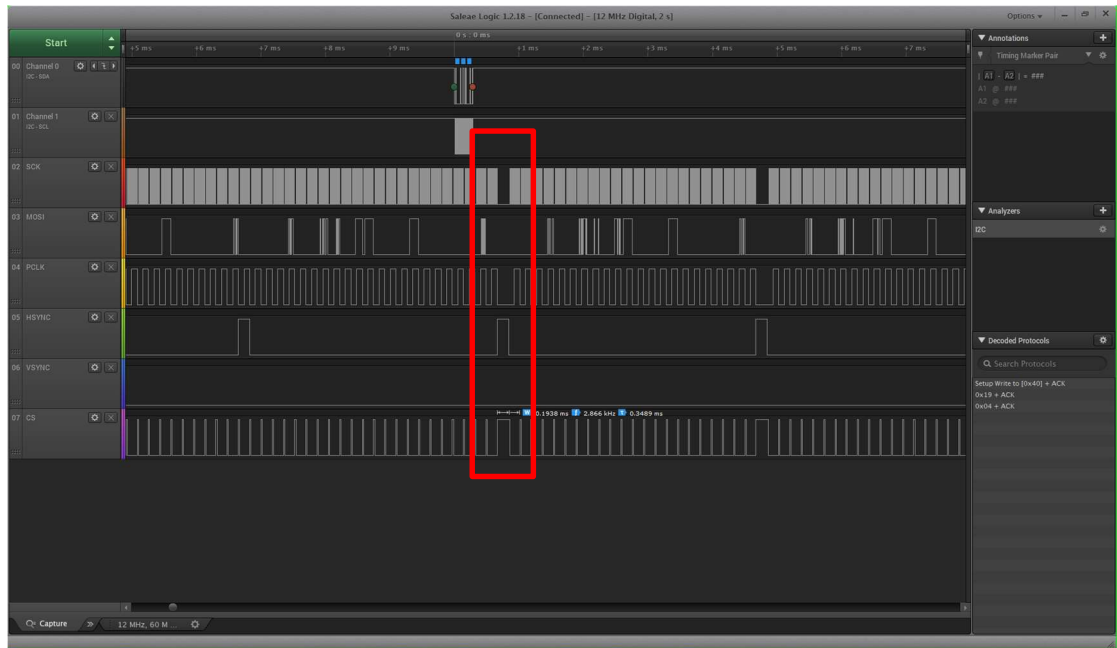 Saleae Logic 1.2.18 - [Connected] - [12 MHz Digital, 2 s]
Options
Start
0 s : 0 ms
+5 ms +6 ms +7 ms +8 ms +9 ms +1 ms +2 ms +3 ms +4 ms +5 ms +6 ms +7 ms
00 Channel 0
I2C - SDA
01 Channel 1
I2C - SCL
02 SCK
03 MOSI
04 PCLK
05 HSYNC
06 VSYNC
07 CS
W 0.1938 ms f 2.866 kHz T 0.3489 ms
Annotations
Timing Marker Pair
| A1 - A2 | = ###
A1 @ ###
A2 @ ###
Analyzers
I2C
Decoded Protocols
Search Protocols
Setup Write to [0x40] + ACK
0x19 + ACK
0x04 + ACK
Capture
12 MHz, 60 M ...